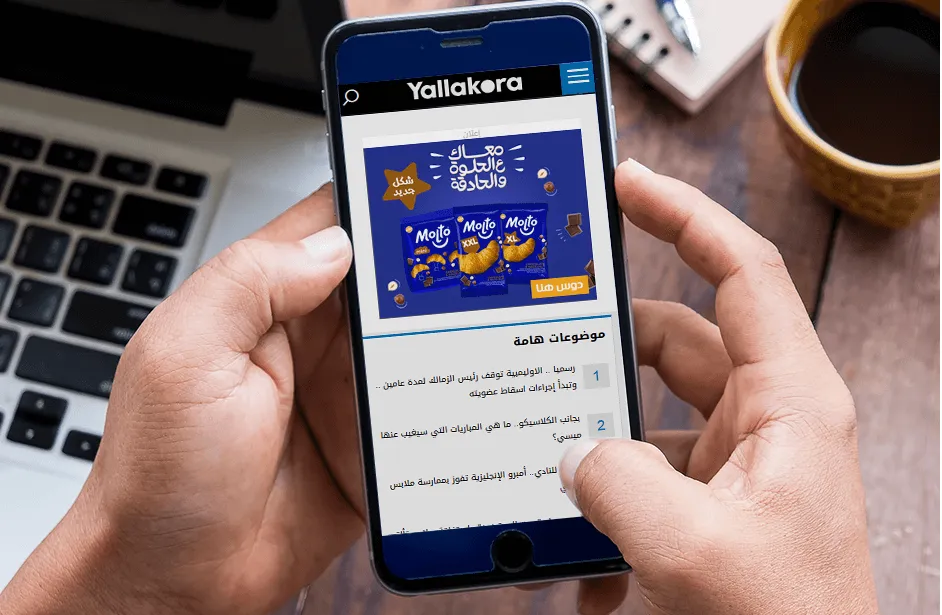 Yallakora
إعلان
معاك
ع الحلوة
والحادقة
شكل
جديد
Molto
Molto
XXL
Molto
XL
دوس هنا
موضوعات هامة
1
رسميا .. الاوليمبية توقف رئيس الزمالك لمدة عامين ..
وتبدأ إجراءات اسقاط عضويته
2
بجانب الكلاسيكو.. ما هي المباريات التي سيغيب عنها
ميسي؟
للنادي.. أمبرو الإنجليزية تفوز بممارسة ملابس